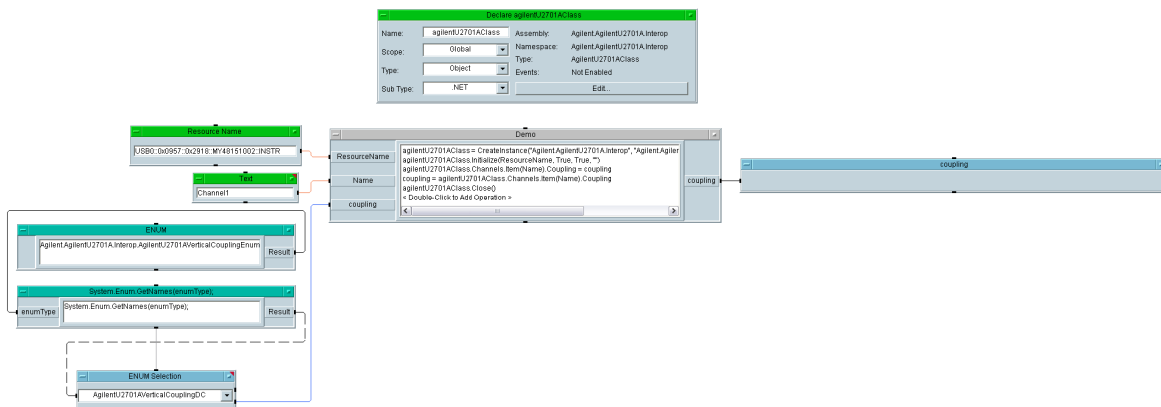 Declare agilentU2701AClass
Name: agilentU2701AClass Assembly: Agilent.AgilentU2701A.Interop
Scope: Global Namespace: Agilent.AgilentU2701A.Interop
Type: AgilentU2701AClass
Type: Object Events: Not Enabled
Sub Type: .NET Edit...
Resource Name
USB0::0x0957::0x2918::MY48151002::INSTR
Text
Channel1
Demo
ResourceName
Name
coupling
agilentU2701AClass = CreateInstance("Agilent.AgilentU2701A.Interop", "Agilent.Agiler
agilentU2701AClass.Initialize(ResourceName, True, True, "")
agilentU2701AClass.Channels.Item(Name).Coupling = coupling
coupling = agilentU2701AClass.Channels.Item(Name).Coupling
agilentU2701AClass.Close()
< Double-Click to Add Operation >
coupling
coupling
ENUM
Agilent.AgilentU2701A.Interop.AgilentU2701AVerticalCouplingEnum
Result
System.Enum.GetNames(enumType);
enumType
System.Enum.GetNames(enumType);
Result
ENUM Selection
AgilentU2701AVerticalCouplingDC